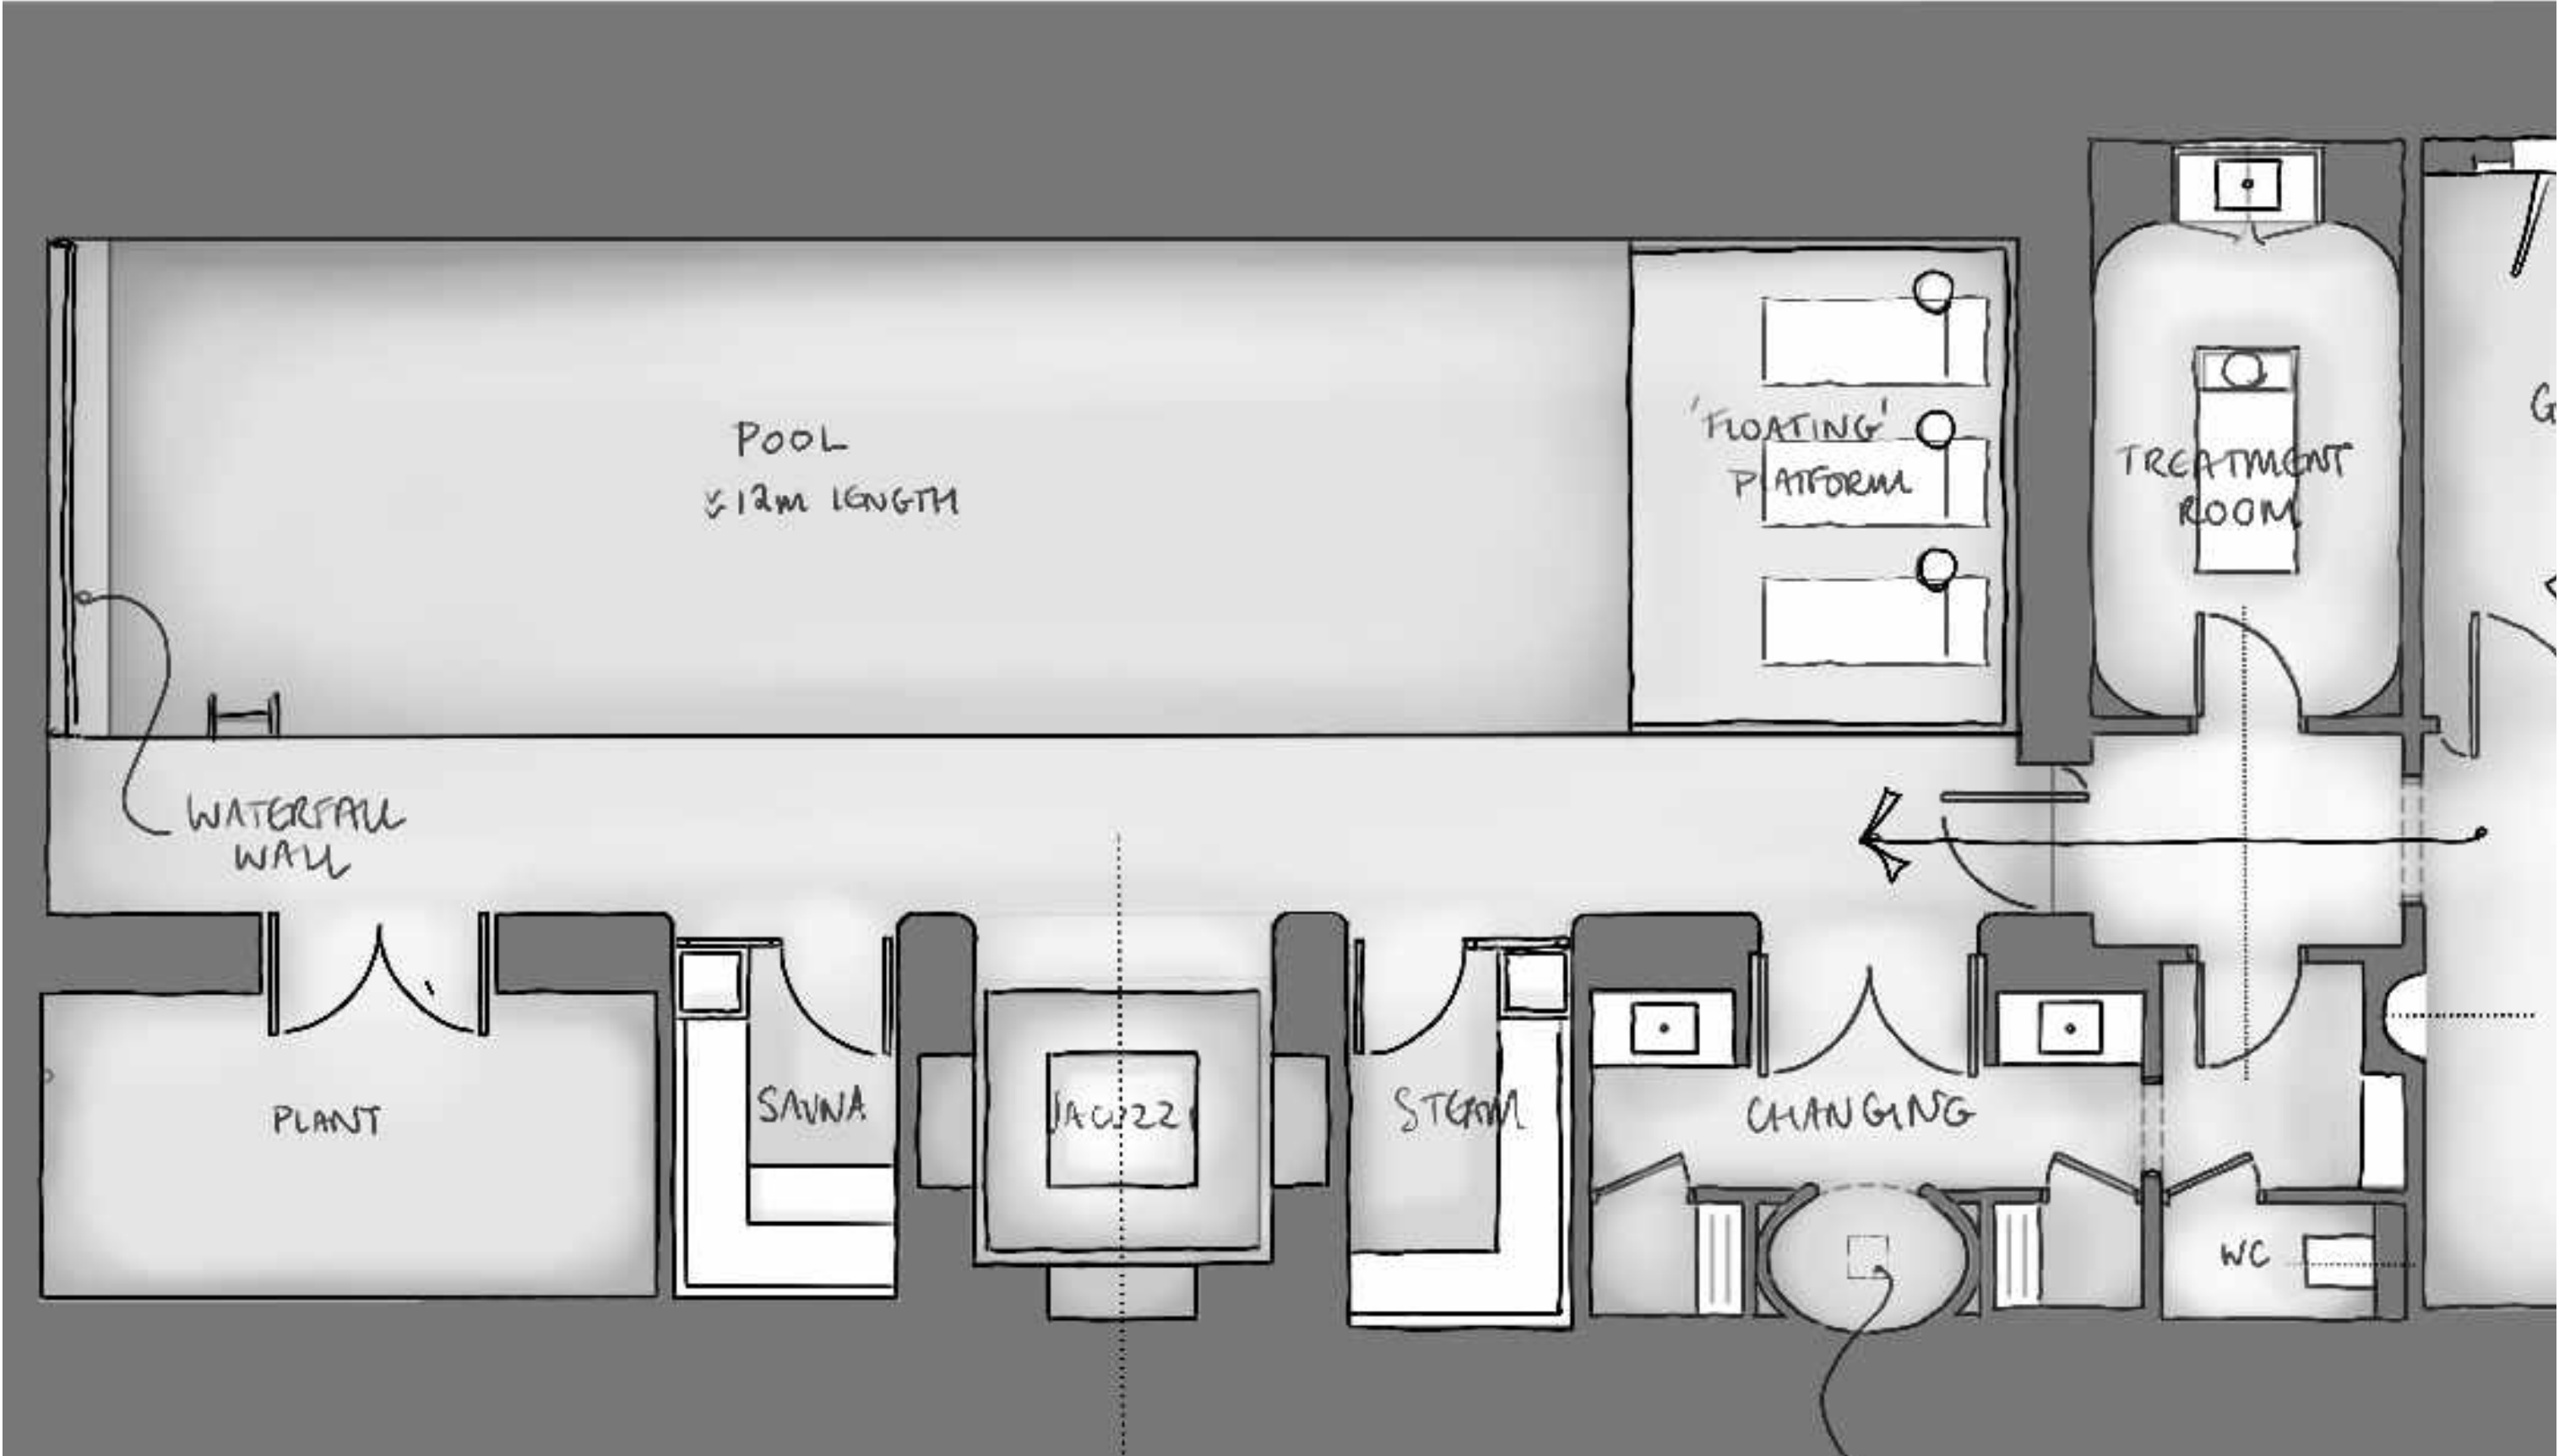 POOL
≈12m LENGTH
'FLOATING'
PLATFORM
TREATMENT
ROOM
G
WATERFALL
WALL
PLANT
SAUNA
JACUZZI
STEAM
CHANGING
WC